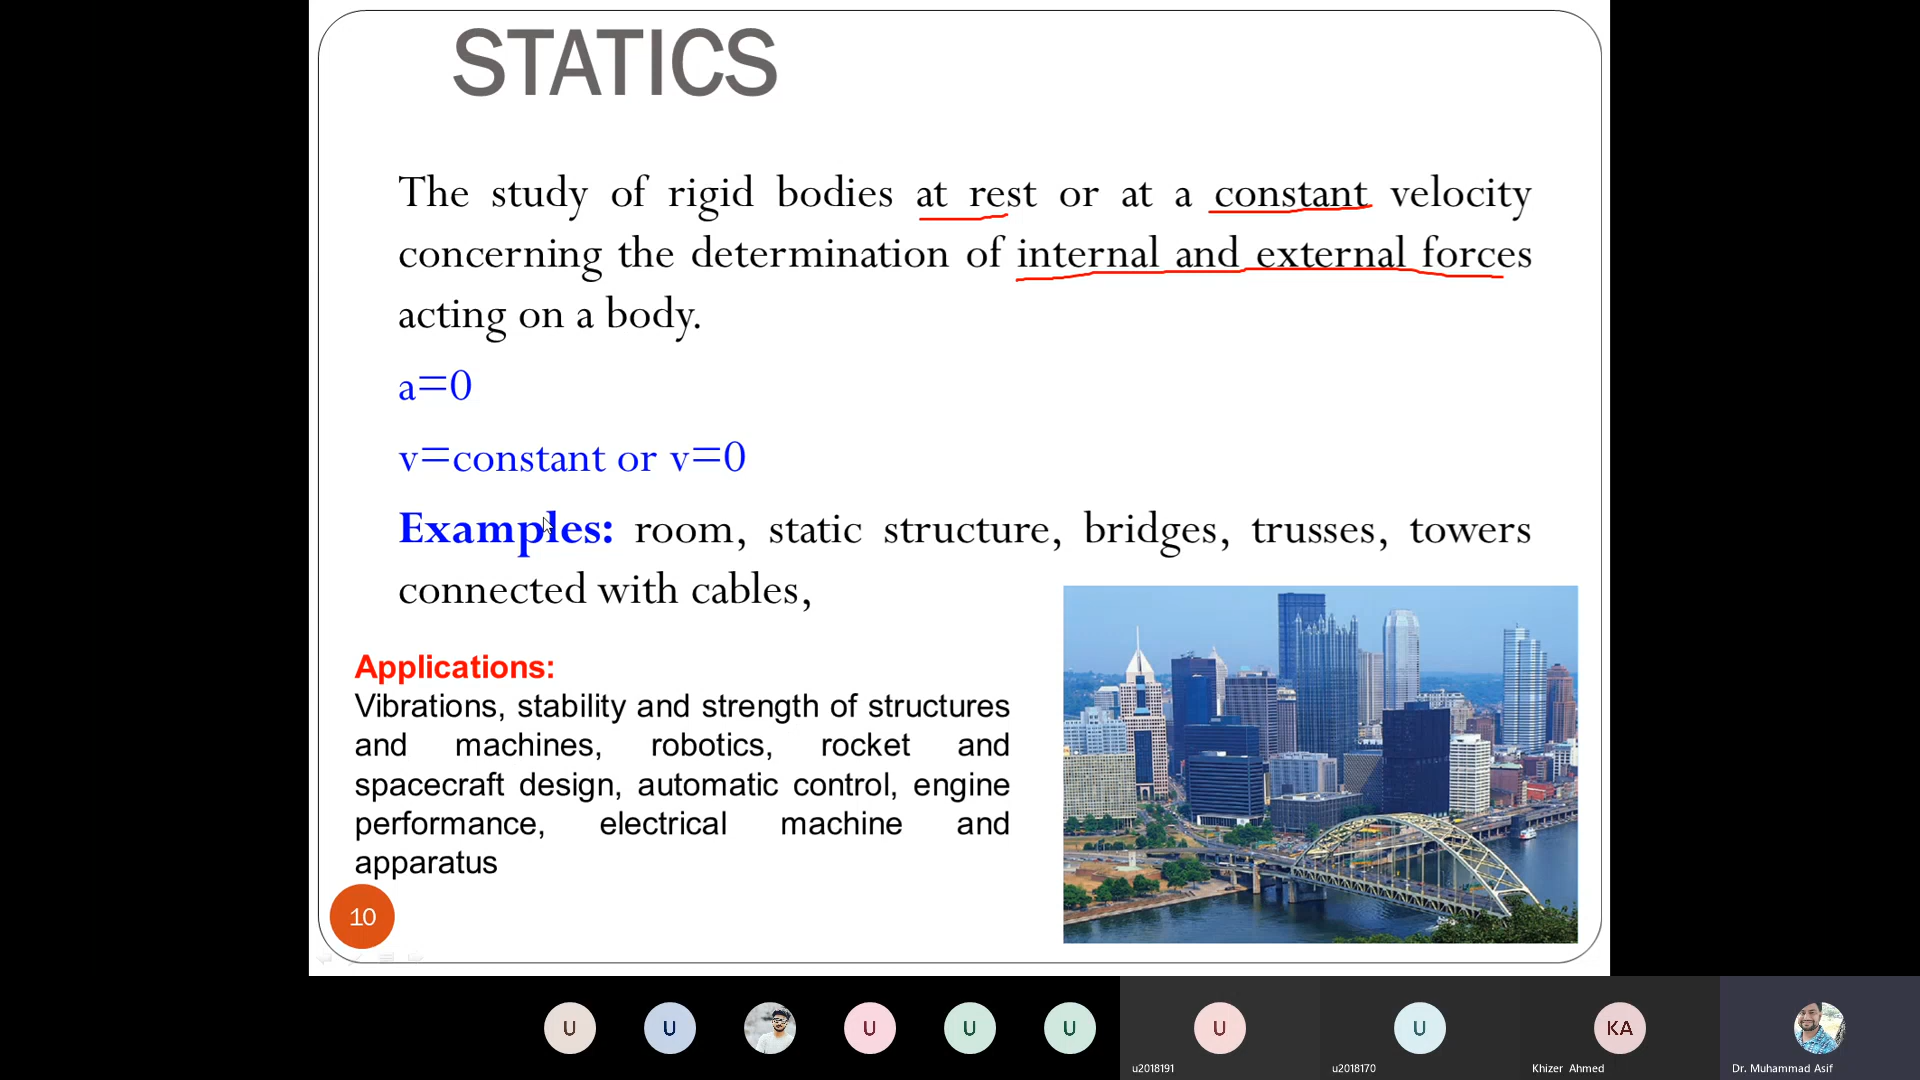 STATICS
The study of rigid bodies at rest or at a constant velocity
concerning the determination of internal and external forces
acting on a body.
a=0
v=constant or v=0
Examples: room, static structure, bridges, trusses, towers
connected with cables,
Applications:
Vibrations, stability and strength of structures
and machines, robotics, rocket and
spacecraft design, automatic control, engine
performance, electrical machine and
apparatus
10
U
U
U
U
U
U
U
KA
u2018191
u2018170
Khizer Ahmed
Dr. Muhammad Asif